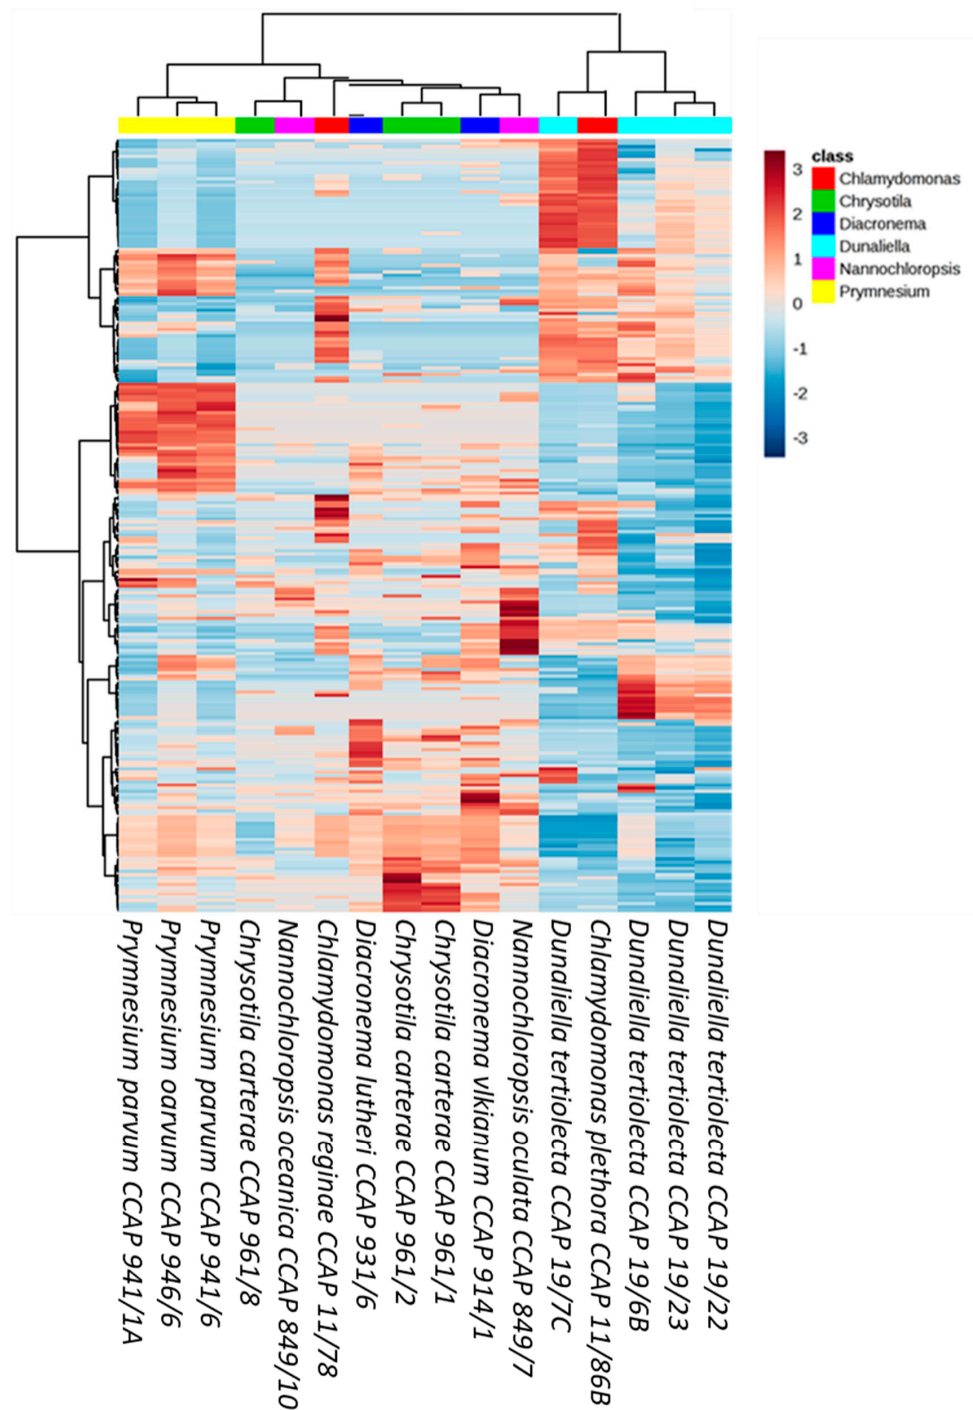 class
Chlamydomonas
Chrysotila
Diacronema
Dunaliella
Nannochloropsis
Prymnesium
3
2
1
0
-1
-2
-3
Prymnesium parvum CCAP 941/1A
Prymnesium oarvum CCAP 946/6
Prymnesium parvum CCAP 941/6
Chrysotila carterae CCAP 961/8
Nannochloropsis oceanica CCAP 849/10
Chlamydomonas reginae CCAP 11/78
Diacronema lutheri CCAP 931/6
Chrysotila carterae CCAP 961/2
Chrysotila carterae CCAP 961/1
Diacronema vlkianum CCAP 914/1
Nannochloropsis oculata CCAP 849/7
Dunaliella tertiolecta CCAP 19/7C
Chlamydomonas plethora CCAP 11/86B
Dunaliella tertiolecta CCAP 19/6B
Dunaliella tertiolecta CCAP 19/23
Dunaliella tertiolecta CCAP 19/22